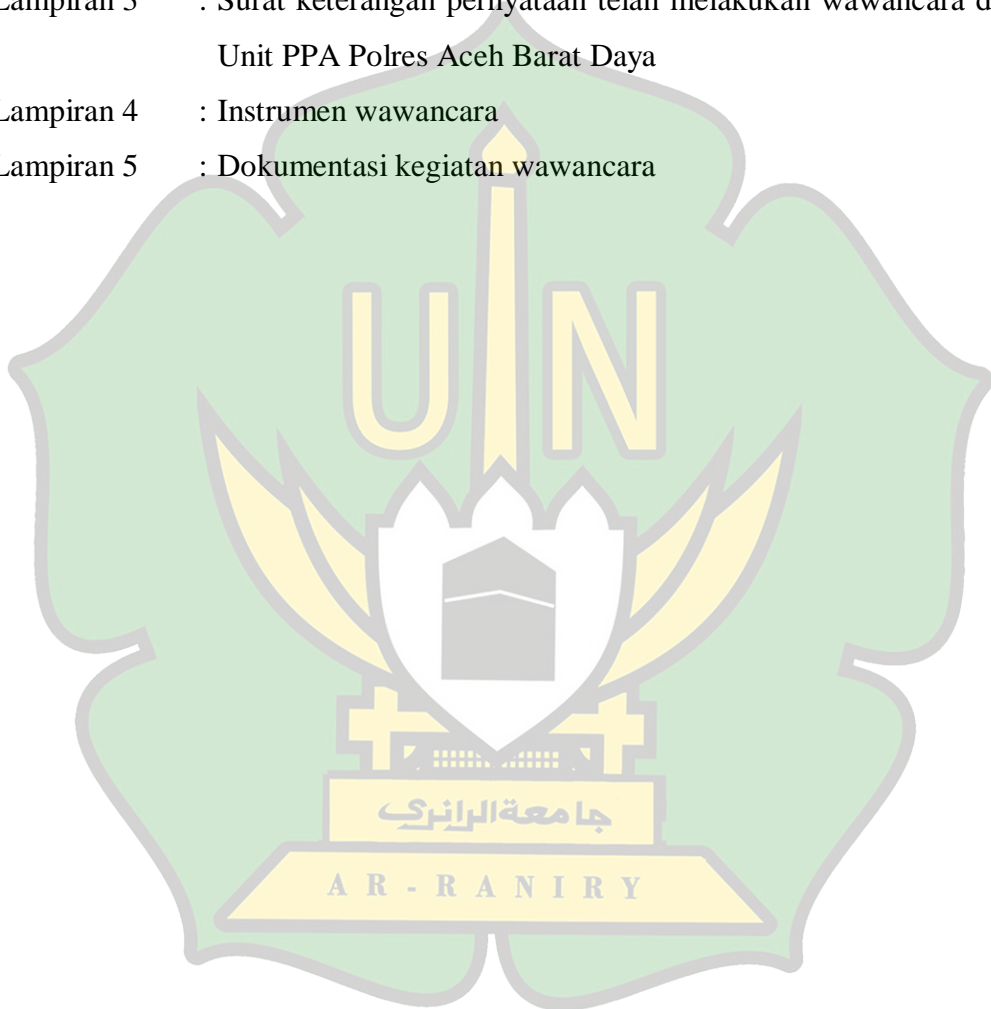 Lampiran 3 : Surat keterangan pernyataan telah melakukan wawancara d
Unit PPA Polres Aceh Barat Daya
Lampiran 4 : Instrumen wawancara
Lampiran 5 : Dokumentasi kegiatan wawancara
UIN
جامعة الرانري
AR-RANIRY